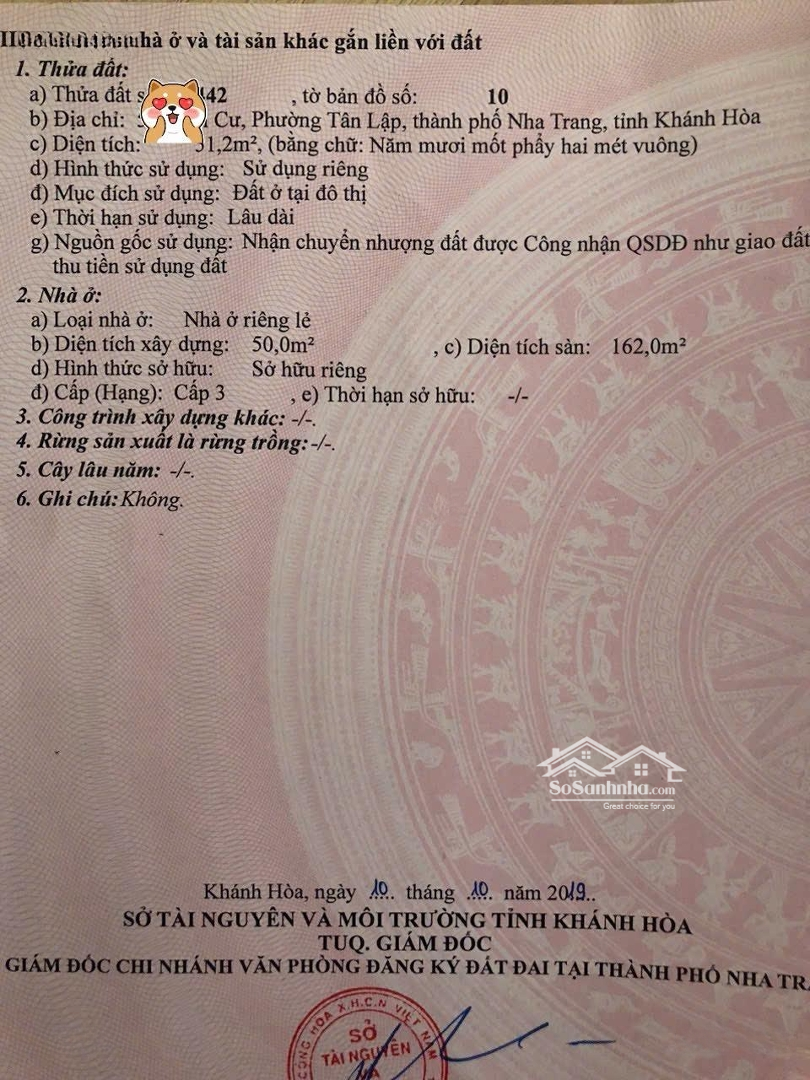 nhà ở và tài sản khác gắn liền với đất
1. Thửa đất:
a) Thửa đất 42 , tờ bản đồ số: 10
b) Địa chỉ: Cư, Phường Tân Lập, thành phố Nha Trang, tỉnh Khánh Hòa
c) Diện tích: 51,2m², (bằng chữ: Năm mươi mốt phẩy hai mét vuông)
d) Hình thức sử dụng: Sử dụng riêng
đ) Mục đích sử dụng: Đất ở tại đô thị
e) Thời hạn sử dụng: Lâu dài
g) Nguồn gốc sử dụng: Nhận chuyển nhượng đất được Công nhận QSDĐ như giao đất
thu tiền sử dụng đất
2. Nhà ở:
a) Loại nhà ở: Nhà ở riêng lẻ
b) Diện tích xây dựng: 50,0m² , c) Diện tích sàn: 162,0m²
d) Hình thức sở hữu: Sở hữu riêng
đ) Cấp (Hạng): Cấp 3 , e) Thời hạn sở hữu: -/-
3. Công trình xây dựng khác: -/-.
4. Rừng sản xuất là rừng trồng: -/-.
5. Cây lâu năm: -/-.
6. Ghi chú: Không.
SoSanhnha.com
Great choice for you
Khánh Hòa, ngày 10 tháng 10 năm 2019..
SỞ TÀI NGUYÊN VÀ MÔI TRƯỜNG TỈNH KHÁNH HÒA
TUQ. GIÁM ĐỐC
GIÁM ĐỐC CHI NHÁNH VĂN PHÒNG ĐĂNG KÝ ĐẤT ĐAI TẠI THÀNH PHỐ NHA TRA
CỘNG HÒA X.H.C.N VIỆT NAM
SỞ
TÀI NGUYÊN
VÀ